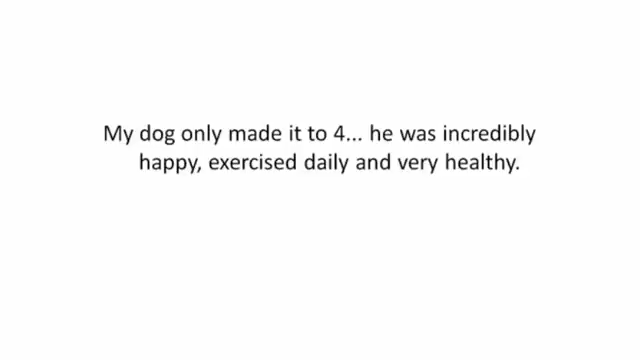 My dog only made it to 4... he was incredibly
happy, exercised daily and very healthy.